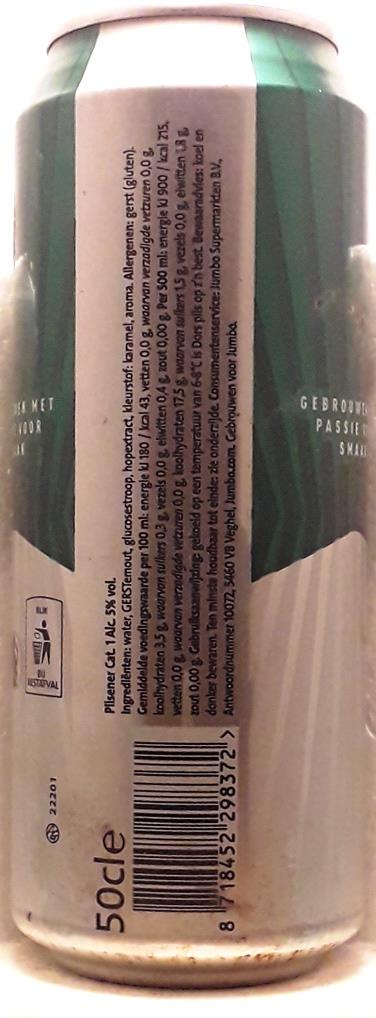 Pilsener Cat. 1 Alc. 5% vol.
Ingrediënten: water, GERSTemout, glucosestroop, hopextract, kleurstof: karamel, aroma. Allergenen: gerst (gluten).
Gemiddelde voedingswaarde per 100 ml: energie kJ 180 / kcal 43, vetten 0,0 g, waarvan verzadigde vetzuren 0,0 g,
koolhydraten 3,5 g, waarvan suikers 0,3 g, vezels 0,0 g, eiwitten 0,4 g, zout 0,00 g. Per 500 ml: energie kJ 900 / kcal 215,
vetten 0,0 g, waarvan verzadigde vetzuren 0,0 g, koolhydraten 17,5 g, waarvan suikers 1,5 g, vezels 0,0 g, eiwitten 1,8 g,
zout 0,00 g. Gebruiksaanwijzing: gekoeld op een temperatuur van 6-8°C is Dors pils op z'n best. Bewaaradvies: koel en
donker bewaren. Ten minste houdbaar tot einde: zie onderzijde. Consumentenservice: Jumbo Supermarkten B.V.,
Antwoordnummer 10072, 5460 VB Veghel, Jumbo.com. Gebrouwen voor Jumbo.
50cle
8 718452 298372 >
BLIK
BIJ
RESTAFVAL
22201
MET
VOOR
GEBROUWEN
PASSIE
SMAAK